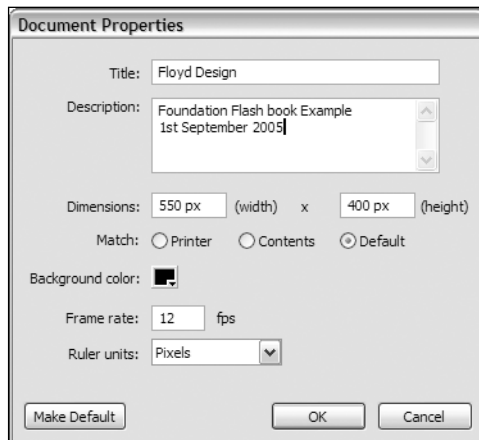 Document Properties
Title: Floyd Design
Description: Foundation Flash book Example
1st September 2005
Dimensions: 550 px (width) x 400 px (height)
Match: Printer Contents Default
Background color:
Frame rate: 12 fps
Ruler units: Pixels
Make Default OK Cancel